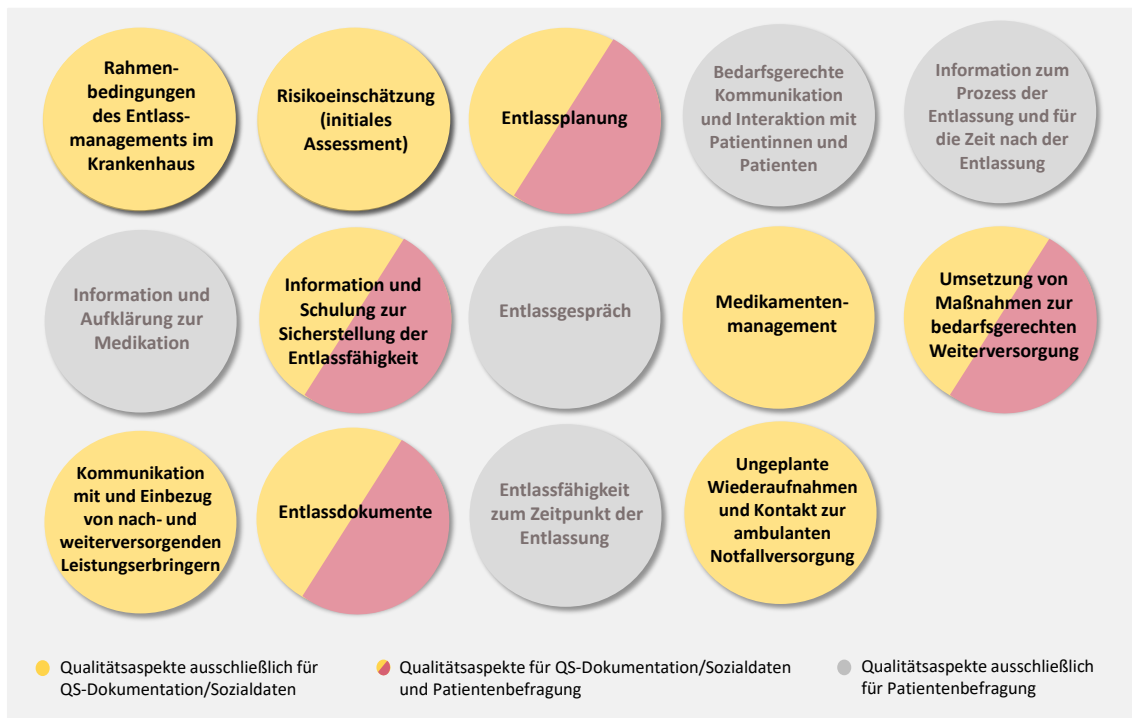 Rahmen-
bedingungen
des Entlass-
managements im
Krankenhaus
Risikoeinschätzung
(initiales
Assessment)
Entlassplanung
Bedarfsgerechte
Kommunikation
und Interaktion mit
Patientinnen und
Patienten
Information zum
Prozess der
Entlassung und für
die Zeit nach der
Entlassung
Information und
Aufklärung zur
Medikation
Information und
Schulung zur
Sicherstellung der
Entlassfähigkeit
Entlassgespräch
Medikamenten-
management
Umsetzung von
Maßnahmen zur
bedarfsgerechten
Weiterversorgung
Kommunikation
mit und Einbezug
von nach- und
weiterversorgenden
Leistungserbringern
Entlassdokumente
Entlassfähigkeit
zum Zeitpunkt der
Entlassung
Ungeplante
Wiederaufnahmen
und Kontakt zur
ambulanten
Notfallversorgung
Qualitätsaspekte ausschließlich für
QS-Dokumentation/Sozialdaten
Qualitätsaspekte für QS-Dokumentation/Sozialdaten
und Patientenbefragung
Qualitätsaspekte ausschließlich
für Patientenbefragung